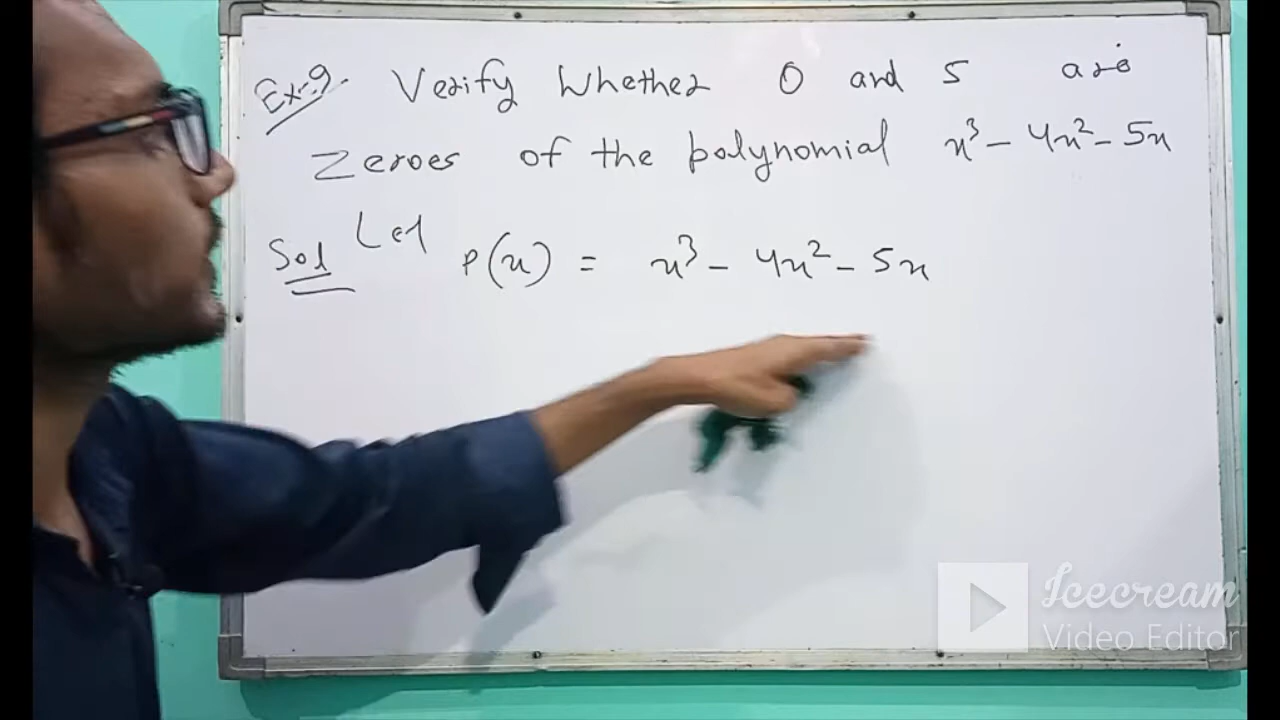 Ex:9. Verify Whether 0 and 5 are
Zeroes of the polynomial x³ - 4x² - 5x
Sol Let P(x) = x³ - 4x² - 5x
Icecream
Video Editor